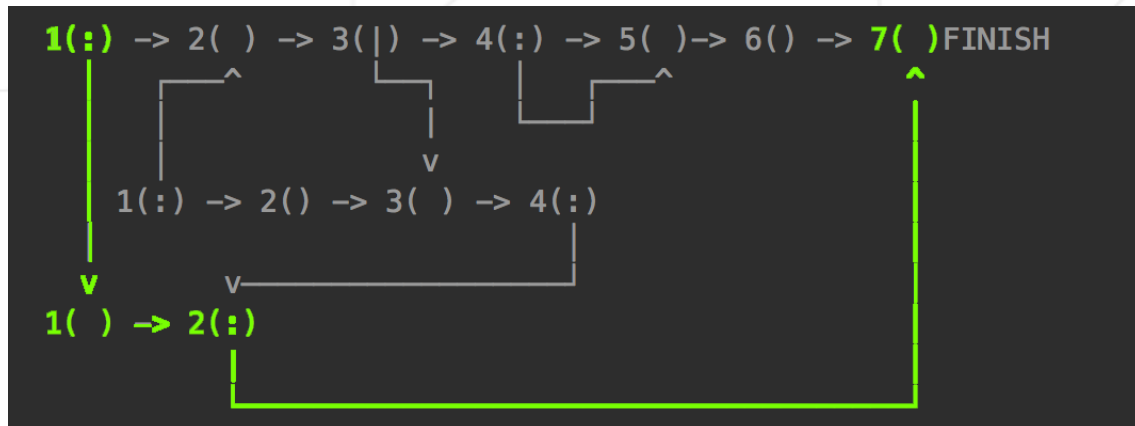 1(:) -> 2( ) -> 3(|) -> 4(:) -> 5( )-> 6() -> 7( )FINISH
1(:) -> 2() -> 3( ) -> 4(:)
1( ) -> 2(:)